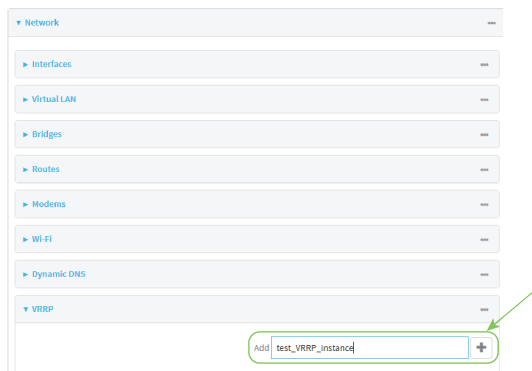 Network
Interfaces
Virtual LAN
Bridges
Routes
Modems
Wi-Fi
Dynamic DNS
VRRP
Add test_VRRP_instance